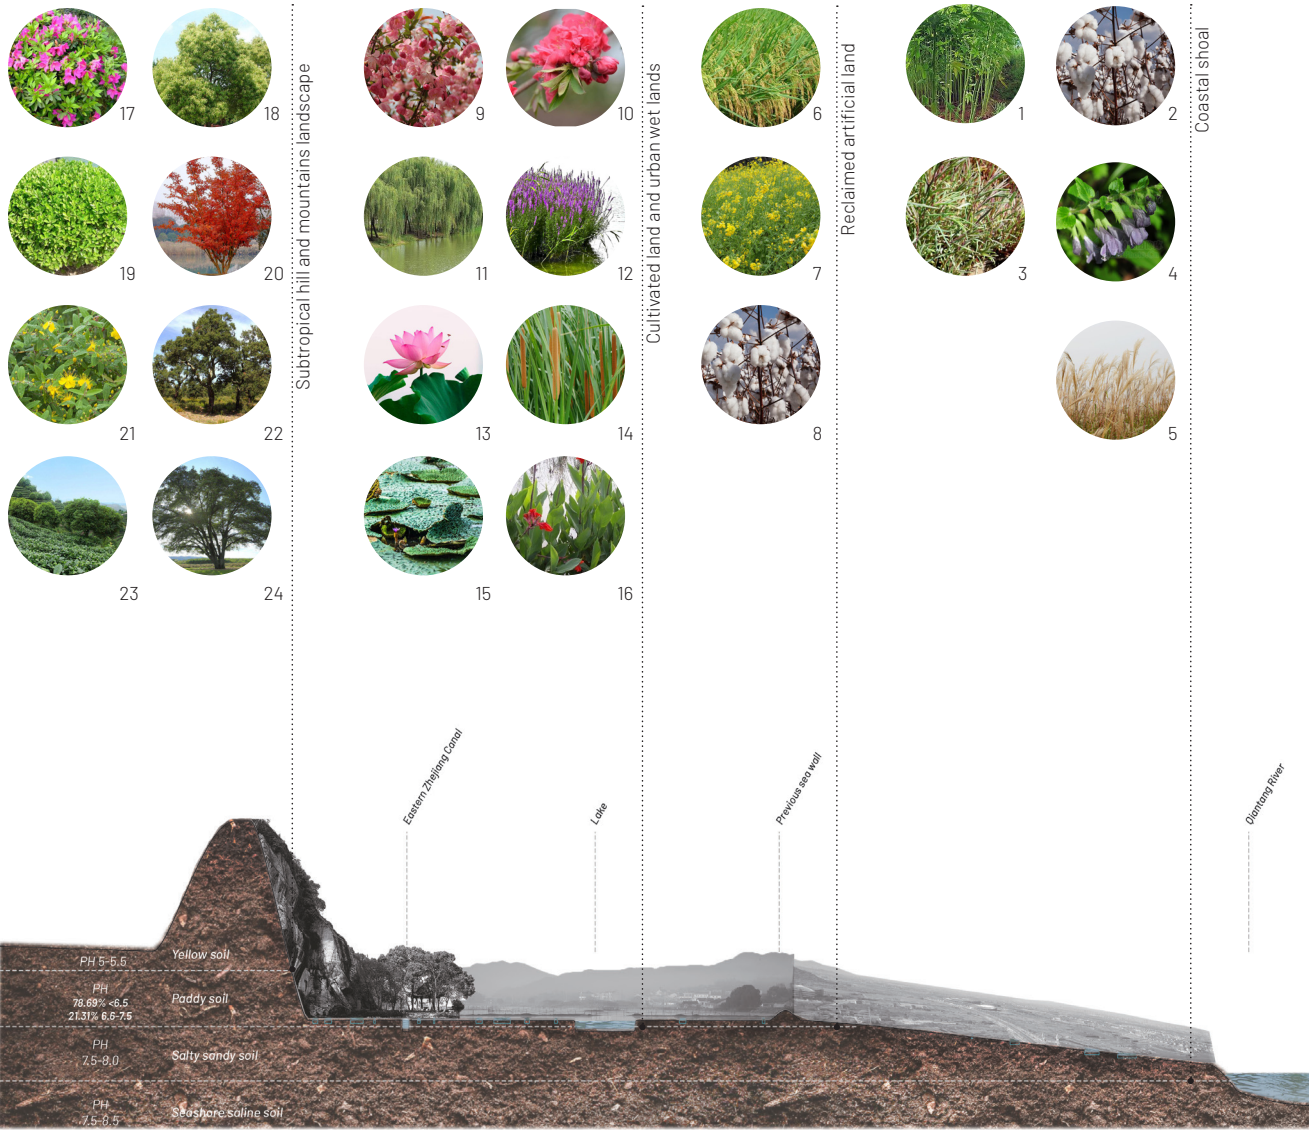 17
18
9
10
6
1
2
19
20
11
12
7
3
4
21
22
13
14
8
5
23
24
15
16
Subtropical hill and mountains landscape
Cultivated land and urban wet lands
Reclaimed artificial land
Coastal shoal
Eastern Zhejiang Canal
Lake
Previous sea wall
Qiantang River
PH 5-5.5
Yellow soil
PH
78.69% <6.5
21.31% 6.6-7.5
Paddy soil
PH
7.5-8.0
Salty sandy soil
PH
7.5-8.5
Seashore saline soil